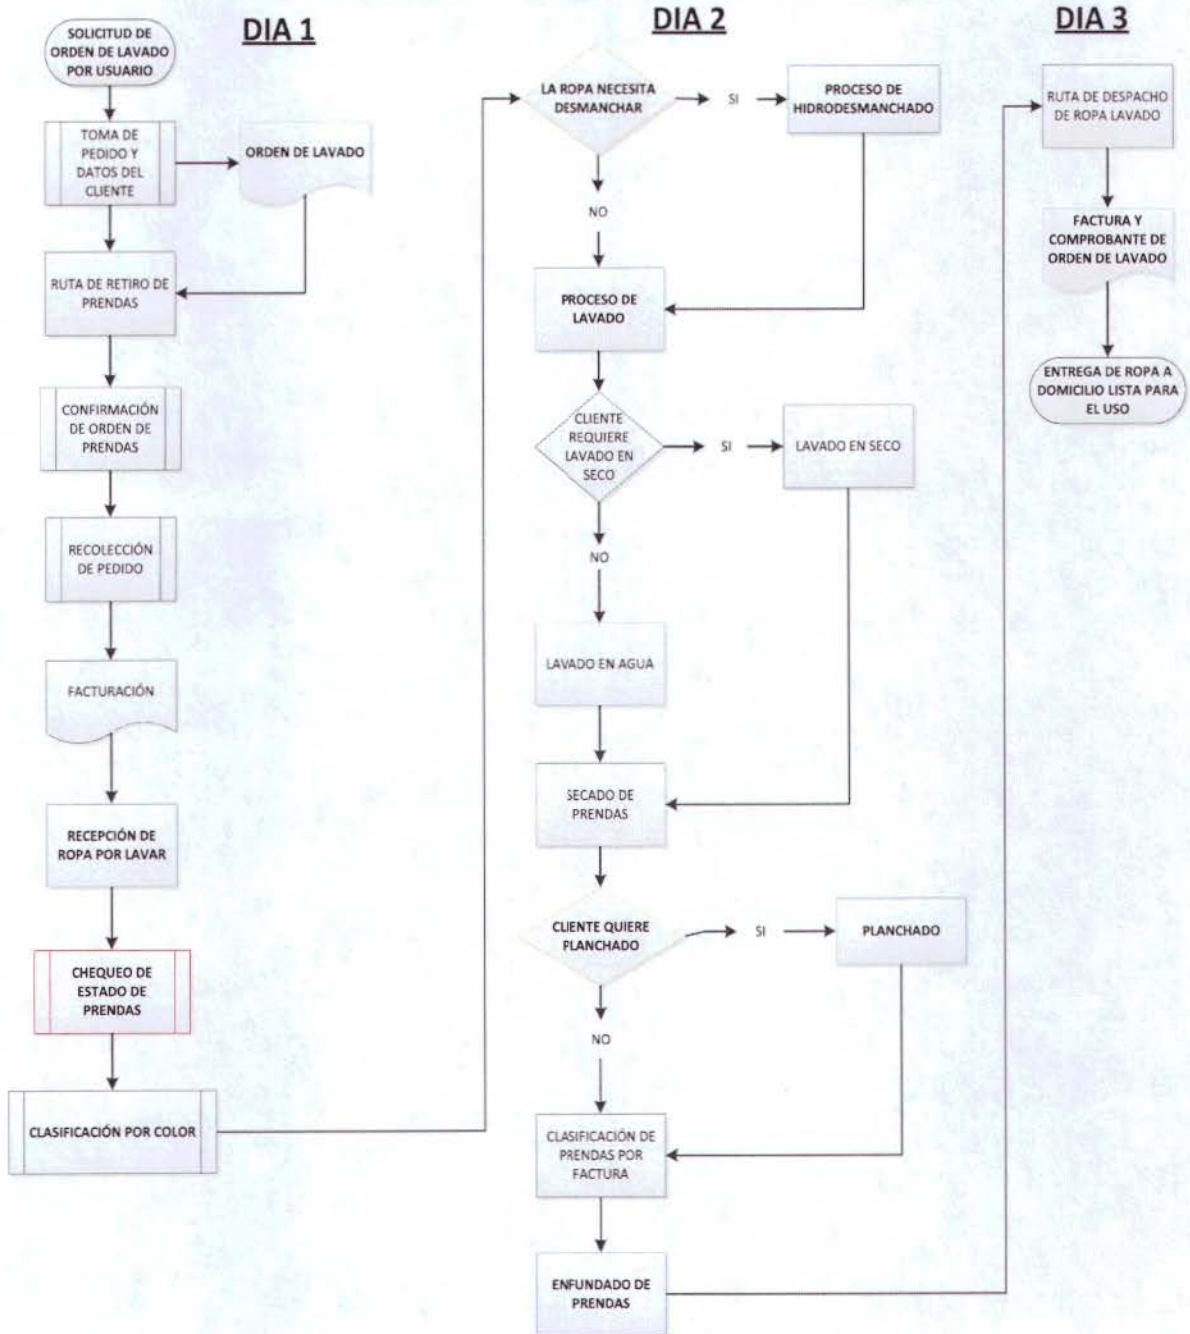 DIA 1
SOLICITUD DE
ORDEN DE LAVADO
POR USUARIO
TOMA DE
PEDIDO Y
DATOS DEL
CLIENTE
ORDEN DE LAVADO
RUTA DE RETIRO DE
PRENDAS
CONFIRMACIÓN
DE ORDEN DE
PRENDAS
RECOLECCIÓN
DE PEDIDO
FACTURACIÓN
RECEPCIÓN DE
ROPA POR LAVAR
CHEQUEO DE
ESTADO DE
PRENDAS
CLASIFICACIÓN POR COLOR
DIA 2
LA ROPA NECESITA
DESMANCHAR
SI
PROCESO DE
HIDRODESMANCHADO
NO
PROCESO DE
LAVADO
CLIENTE
REQUIERE
LAVADO EN
SECO
SI
LAVADO EN SECO
NO
LAVADO EN AGUA
SECADO DE
PRENDAS
CLIENTE QUIERE
PLANCHADO
SI
PLANCHADO
NO
CLASIFICACIÓN DE
PRENDAS POR
FACTURA
ENFUNDADO DE
PRENDAS
DIA 3
RUTA DE DESPACHO
DE ROPA LAVADO
FACTURA Y
COMPROBANTE DE
ORDEN DE LAVADO
ENTREGA DE ROPA A
DOMICILIO LISTA PARA
EL USO